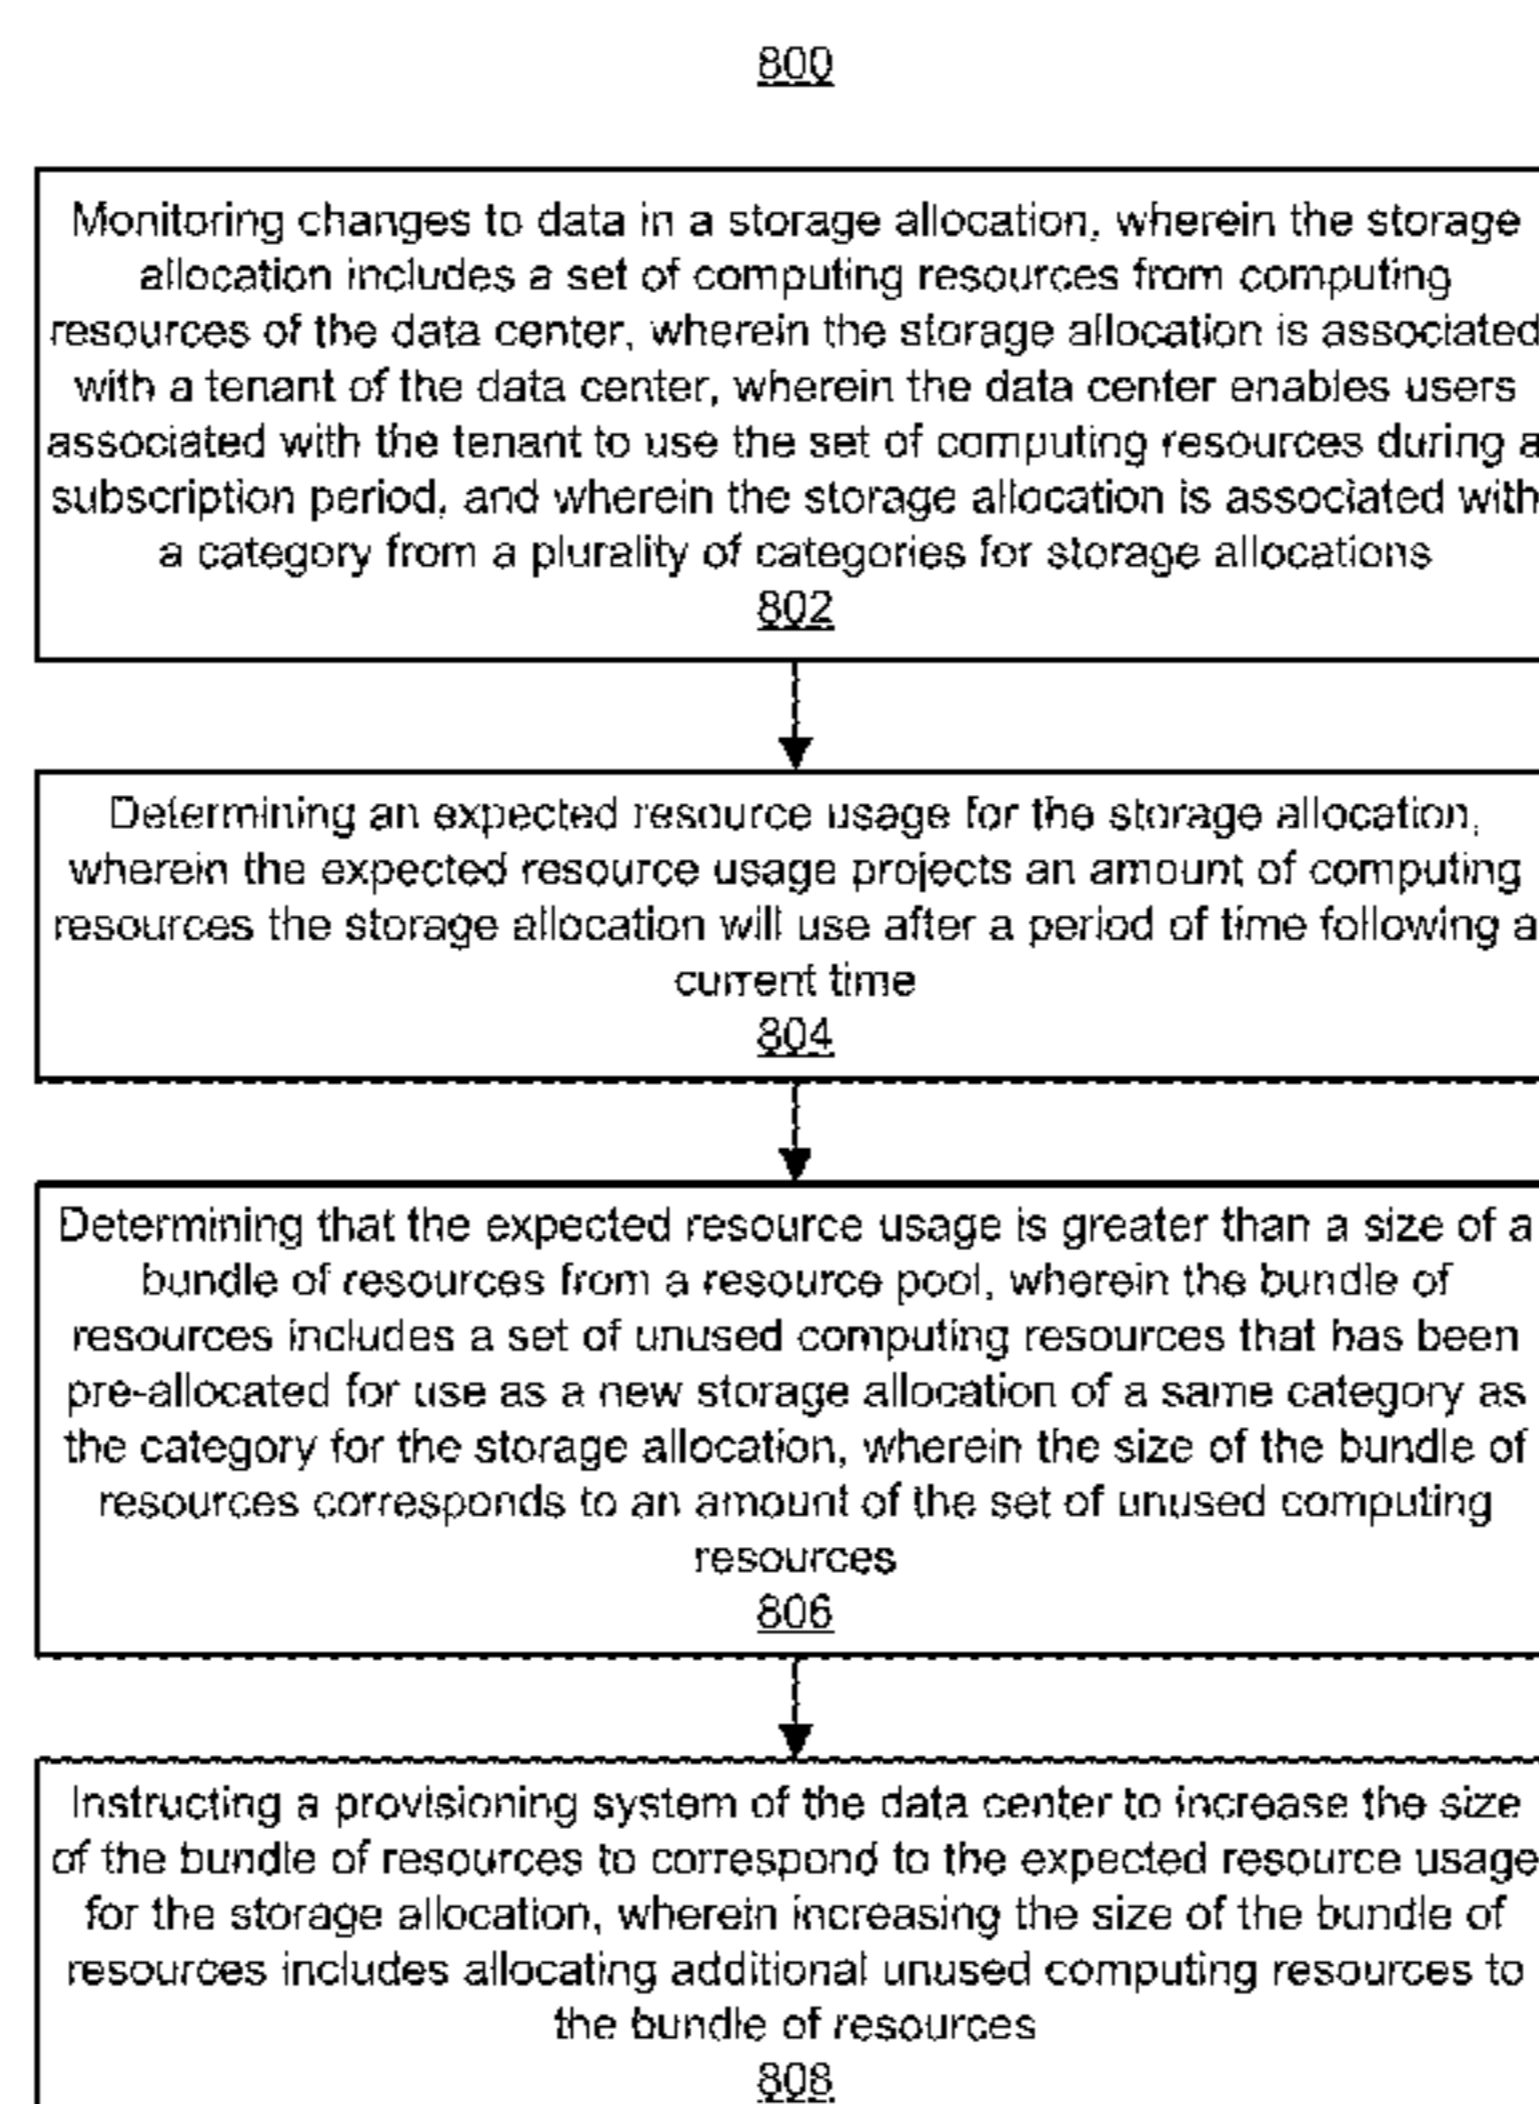 800
Monitoring changes to data in a storage allocation, wherein the storage
allocation includes a set of computing resources from computing
resources of the data center, wherein the storage allocation is associated
with a tenant of the data center, wherein the data center enables users
associated with the tenant to use the set of computing resources during a
subscription period, and wherein the storage allocation is associated with
a category from a plurality of categories for storage allocations
802
Determining an expected resource usage for the storage allocation,
wherein the expected resource usage projects an amount of computing
resources the storage allocation will use after a period of time following a
current time
804
Determining that the expected resource usage is greater than a size of a
bundle of resources from a resource pool, wherein the bundle of
resources includes a set of unused computing resources that has been
pre-allocated for use as a new storage allocation of a same category as
the category for the storage allocation, wherein the size of the bundle of
resources corresponds to an amount of the set of unused computing
resources
806
Instructing a provisioning system of the data center to increase the size
of the bundle of resources to correspond to the expected resource usage
for the storage allocation, wherein increasing the size of the bundle of
resources includes allocating additional unused computing resources to
the bundle of resources
808